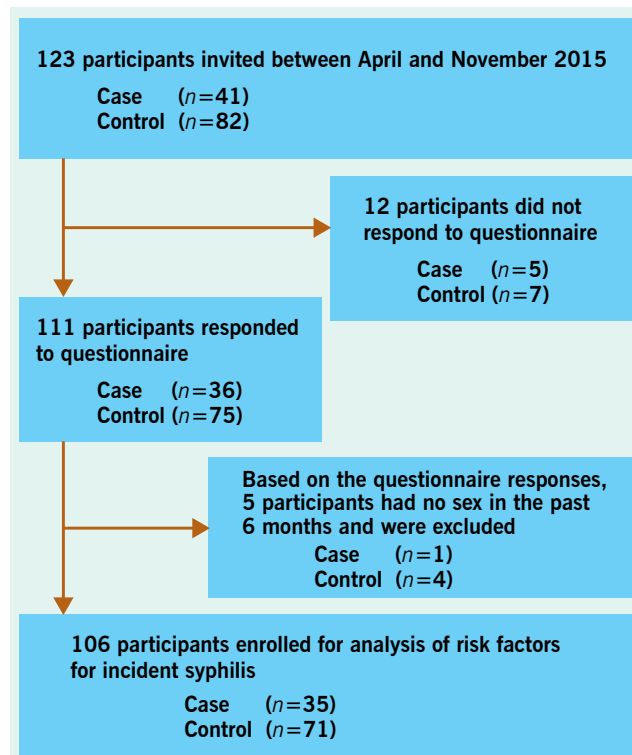 123 participants invited between April and November 2015
Case (n=41)
Control (n=82)
12 participants did not
respond to questionnaire
Case (n=5)
Control (n=7)
111 participants responded
to questionnaire
Case (n=36)
Control (n=75)
Based on the questionnaire responses,
5 participants had no sex in the past
6 months and were excluded
Case (n=1)
Control (n=4)
106 participants enrolled for analysis of risk factors
for incident syphilis
Case (n=35)
Control (n=71)